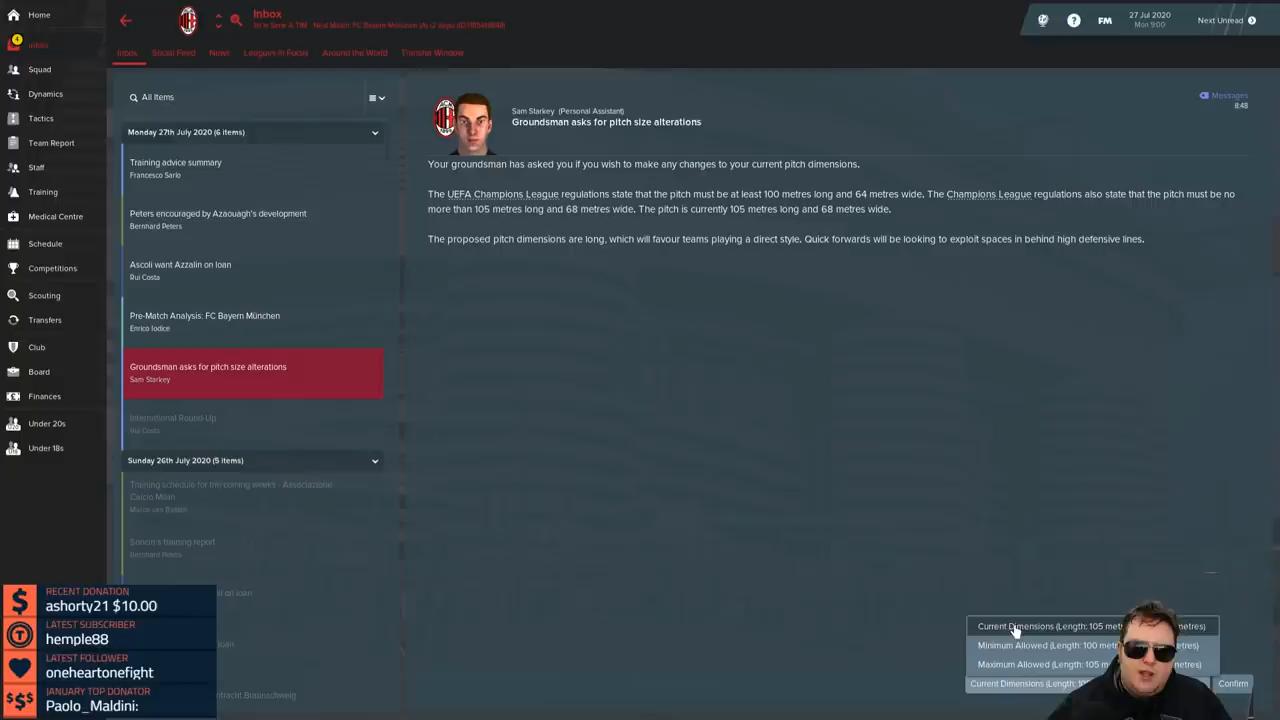 Home
Inbox
27 Jul 2020
Mon 9:00
Next Unread
4
Inbox
Squad
Dynamics
Tactics
Team Report
Staff
Training
Medical Centre
Schedule
Competitions
Scouting
Transfers
Club
Board
Finances
Under 20s
Under 18s
Inbox Social Feed News Leagues in Focus Around the World Transfer Window
All Items
Monday 27th July 2020 (6 items)
Training advice summary
Francesco Sario
Peters encouraged by Azaouagh's development
Bernhard Peters
Ascoli want Azzalin on loan
Rui Costa
Pre-Match Analysis: FC Bayern München
Enrico Iodice
Groundsman asks for pitch size alterations
Sam Starkey
International Round-Up
Rui Costa
Sunday 26th July 2020 (5 items)
Training schedule for the coming weeks - Associazione
Calcio Milan
Marco van Basten
Soncin's training report
Bernhard Peters
on loan
loan
Eintracht Braunschweig
Sam Starkey (Personal Assistant)
Groundsman asks for pitch size alterations
Messages
8:48
Your groundsman has asked you if you wish to make any changes to your current pitch dimensions.
The UEFA Champions League regulations state that the pitch must be at least 100 metres long and 64 metres wide. The Champions League regulations also state that the pitch must be no
more than 105 metres long and 68 metres wide. The pitch is currently 105 metres long and 68 metres wide.
The proposed pitch dimensions are long, which will favour teams playing a direct style. Quick forwards will be looking to exploit spaces in behind high defensive lines.
Current Dimensions (Length: 105 metres)
Minimum Allowed (Length: 100 metres)
Maximum Allowed (Length: 105 metres)
Current Dimensions (Length: Confirm
RECENT DONATION
ashorty21 $10.00
LATEST SUBSCRIBER
hemple88
LATEST FOLLOWER
oneheartonefight
JANUARY TOP DONATOR
Paolo_Maldini: